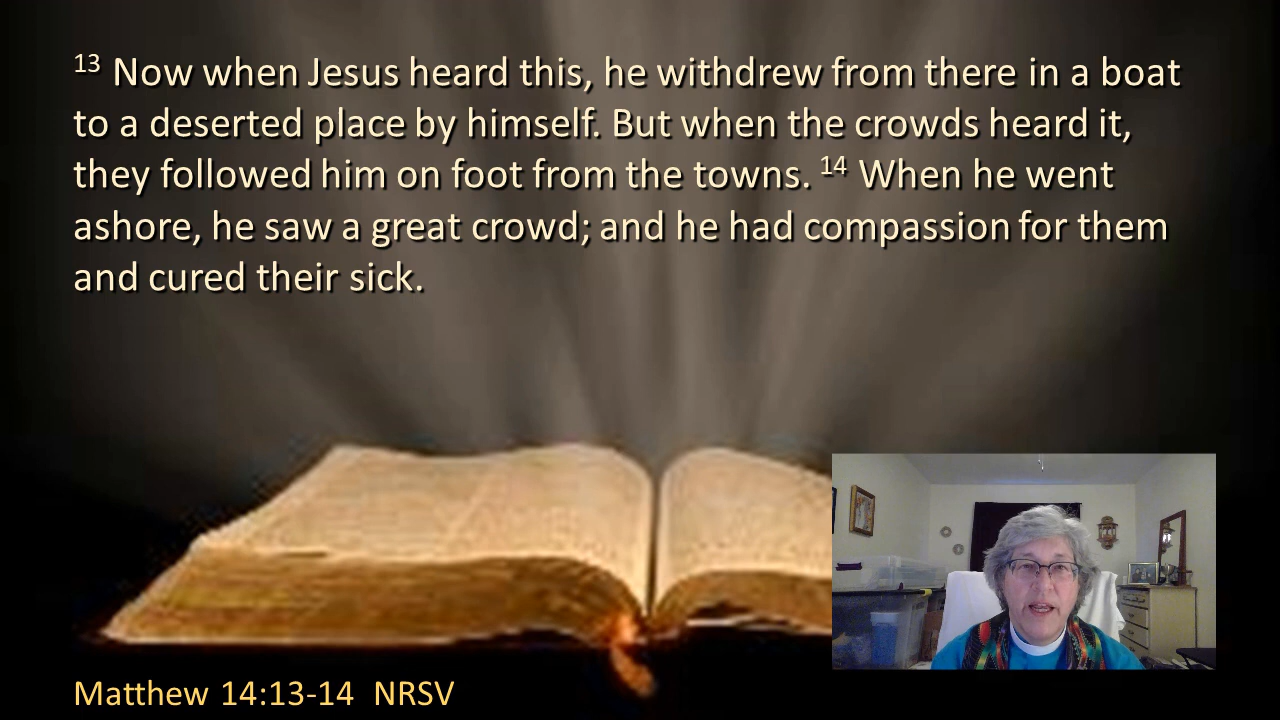 13 Now when Jesus heard this, he withdrew from there in a boat
to a deserted place by himself. But when the crowds heard it,
they followed him on foot from the towns. 14 When he went
ashore, he saw a great crowd; and he had compassion for them
and cured their sick.
Matthew 14:13-14 NRSV